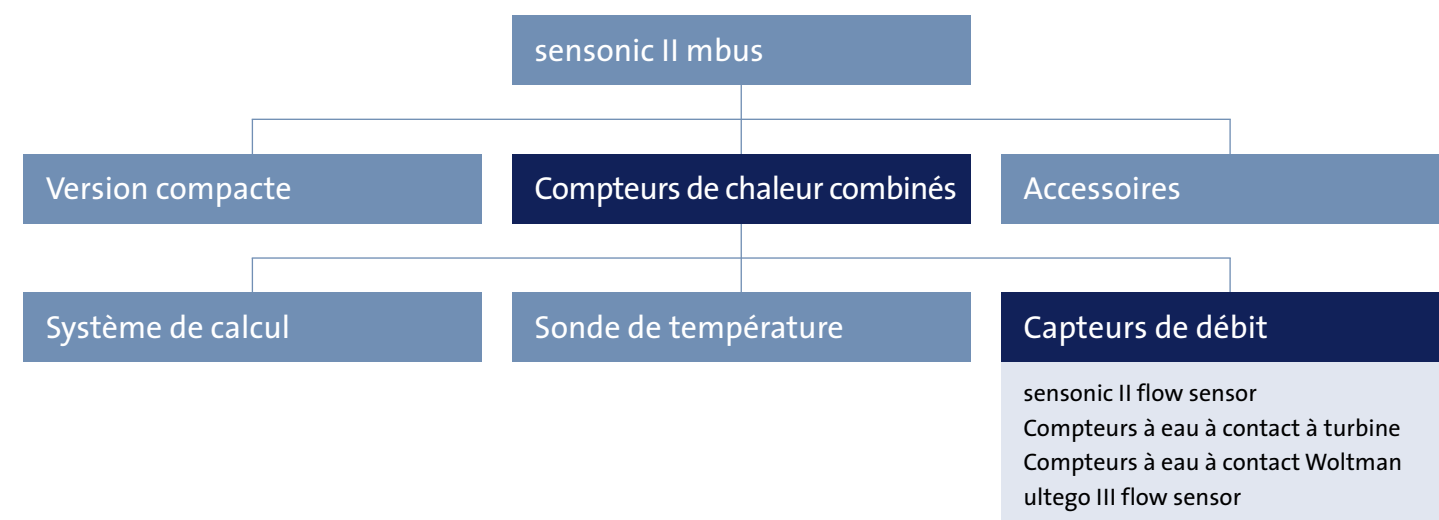 sensonic II mbus
Version compacte
Compteurs de chaleur combinés
Accessoires
Système de calcul
Sonde de température
Capteurs de débit
sensonic II flow sensor
Compteurs à eau à contact à turbine
Compteurs à eau à contact Woltman
ultego III flow sensor